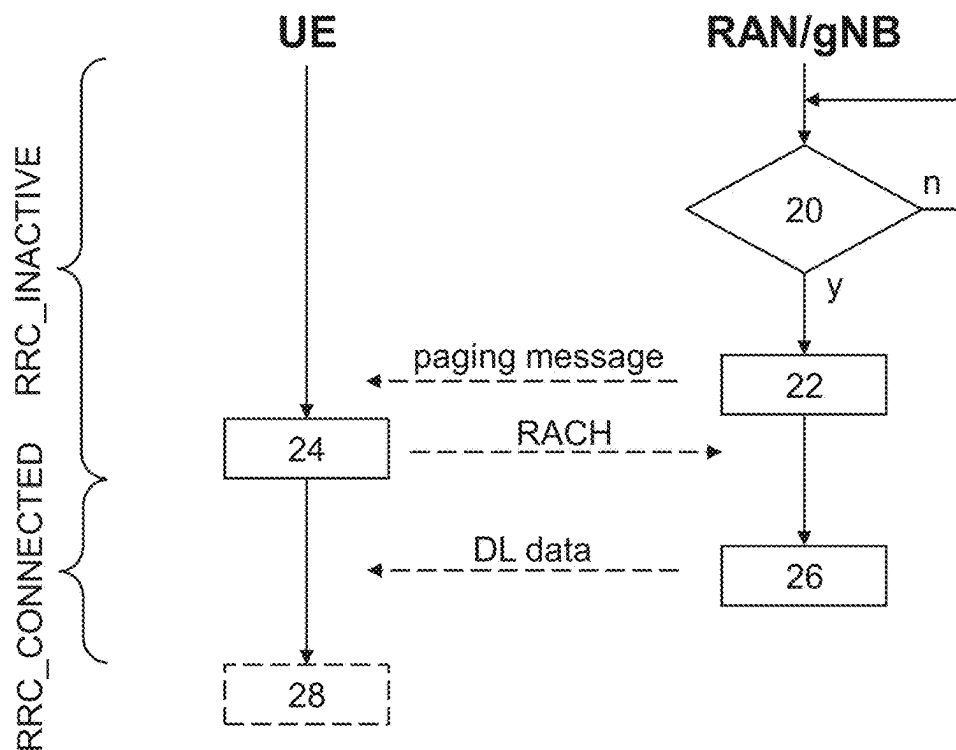 UE
RAN/gNB
RRC_INACTIVE
20
n
y
paging message
22
24
RACH
RRC_CONNECTED
DL data
26
28